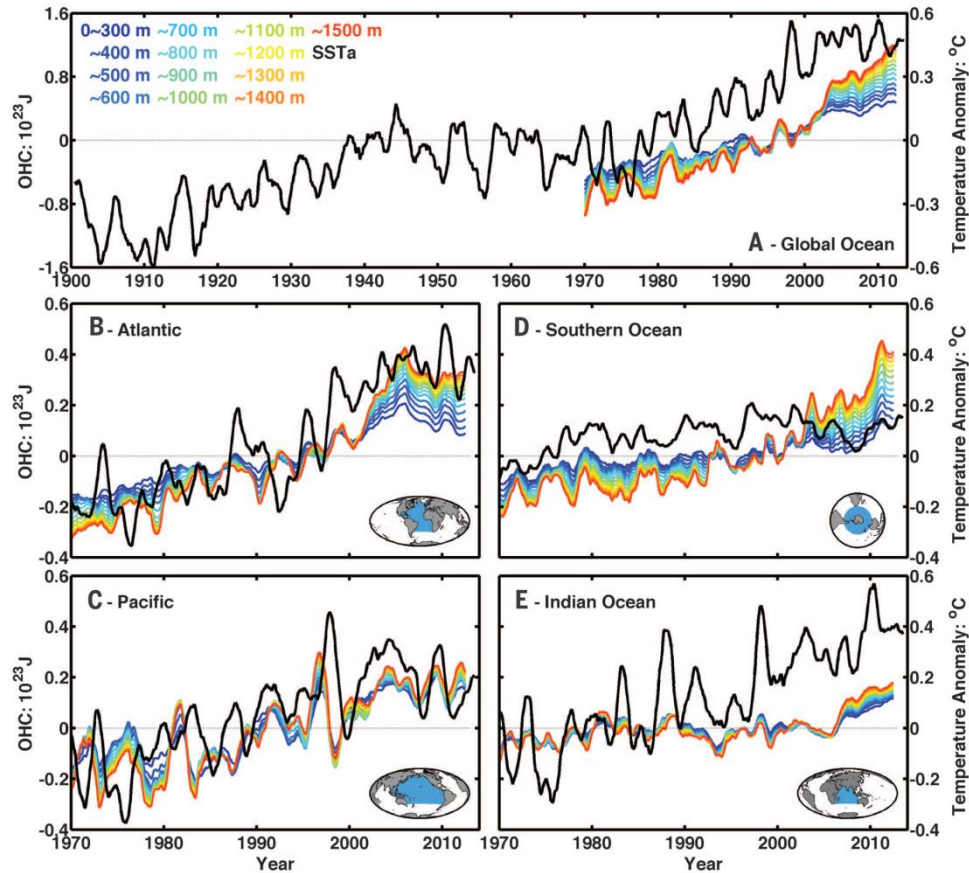 0~300 m ~700 m ~1100 m ~1500 m
~400 m ~800 m ~1200 m SSTa
~500 m ~900 m ~1300 m
~600 m ~1000 m ~1400 m
1.6
0.8
0
-0.8
-1.6
OHC: 10²³J
0.6
0.3
0
-0.3
-0.6
Temperature Anomaly: °C
A - Global Ocean
1900 1910 1920 1930 1940 1950 1960 1970 1980 1990 2000 2010
B - Atlantic
0.6
0.4
0.2
0
-0.2
-0.4
OHC: 10²³J
D - Southern Ocean
0.6
0.4
0.2
0
-0.2
-0.4
Temperature Anomaly: °C
C - Pacific
0.6
0.4
0.2
0
-0.2
-0.4
OHC: 10²³J
1970 1980 1990 2000 2010
Year
E - Indian Ocean
0.6
0.4
0.2
0
-0.2
-0.4
Temperature Anomaly: °C
1970 1980 1990 2000 2010
Year